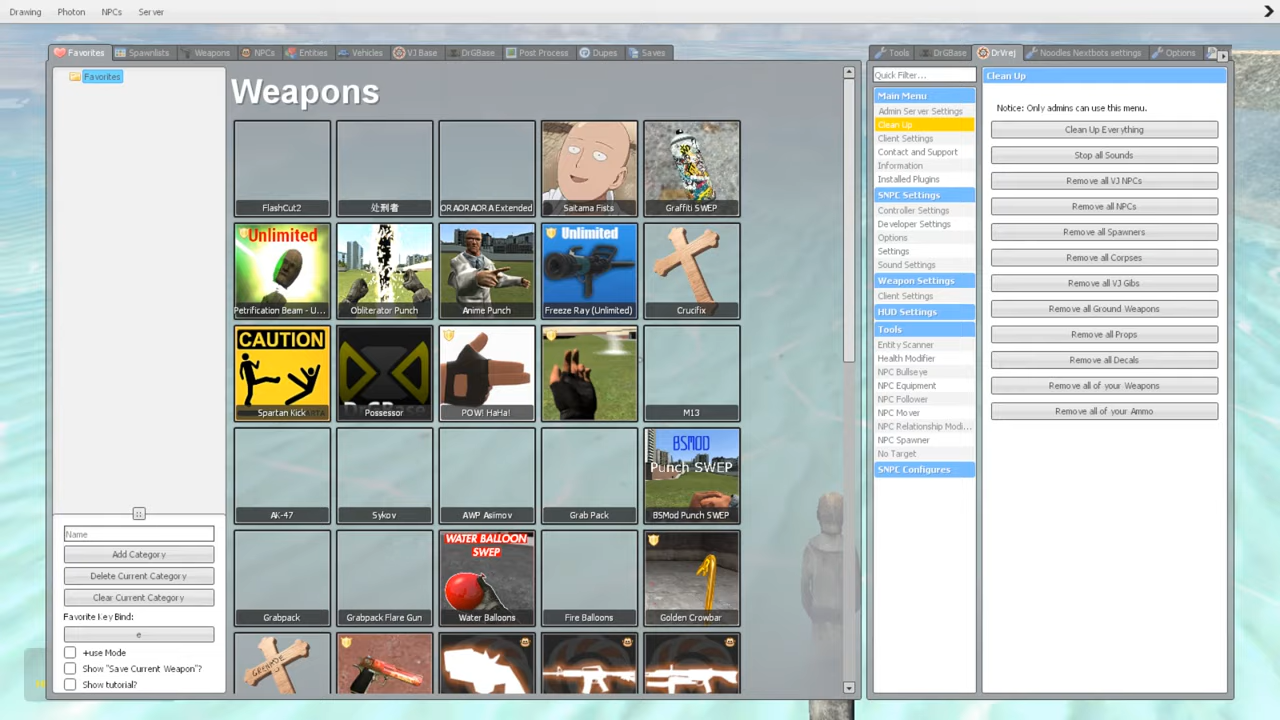 Drawing Photon NPCs Server
Favorites Spawnlists Weapons NPCs Entities Vehicles VJ Base DrGBase Post Process Dupes Saves
Favorites
Name
Add Category
Delete Current Category
Clear Current Category
Favorite Key Bind:
e
+use Mode
Show "Save Current Weapon"?
Show tutorial?
Weapons
FlashCut2
处刑者
ORAORAORA Extended
Saitama Fists
Graffiti SWEP
Unlimited
Petrification Beam - U...
Obliterator Punch
Anime Punch
Unlimited
Freeze Ray (Unlimited)
Crucifix
CAUTION
Spartan Kick
DrGBase
Possessor
POW! HaHa!
M13
AK-47
Sykov
AWP Asimov
Grab Pack
BSMOD
Punch SWEP
BSMod Punch SWEP
Grabpack
Grabpack Flare Gun
WATER BALLOON
SWEP
Water Balloons
Fire Balloons
Golden Crowbar
GRENADE
Tools DrGBase DrVrej Noodles Nextbots settings Options
Quick Filter...
Main Menu
Admin Server Settings
Clean Up
Client Settings
Contact and Support
Information
Installed Plugins
SNPC Settings
Controller Settings
Developer Settings
Options
Settings
Sound Settings
Weapon Settings
Client Settings
HUD Settings
Tools
Entity Scanner
Health Modifier
NPC Bullseye
NPC Equipment
NPC Follower
NPC Mover
NPC Relationship Modi...
NPC Spawner
No Target
SNPC Configures
Clean Up
Notice: Only admins can use this menu.
Clean Up Everything
Stop all Sounds
Remove all VJ NPCs
Remove all NPCs
Remove all Spawners
Remove all Corpses
Remove all VJ Gibs
Remove all Ground Weapons
Remove all Props
Remove all Decals
Remove all of your Weapons
Remove all of your Ammo